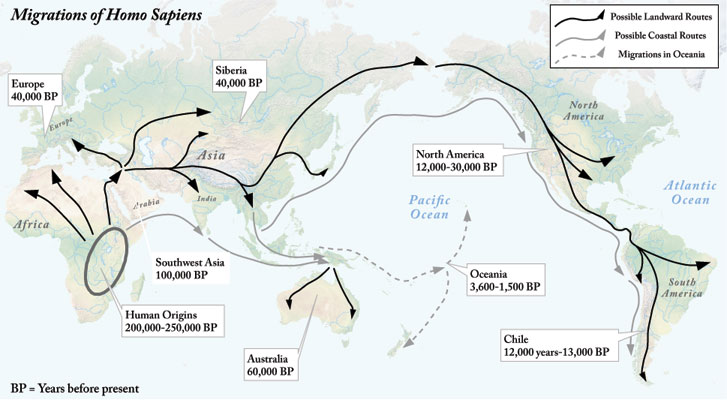 Migrations of Homo Sapiens
Possible Landward Routes
Possible Coastal Routes
Migrations in Oceania
Europe
40,000 BP
Siberia
40,000 BP
Europe
Asia
North
America
North America
12,000-30,000 BP
Africa
Arabia
India
Pacific
Ocean
Atlantic
Ocean
Southwest Asia
100,000 BP
Oceania
3,600-1,500 BP
South
America
Human Origins
200,000-250,000 BP
Australia
60,000 BP
Chile
12,000 years-13,000 BP
BP = Years before present